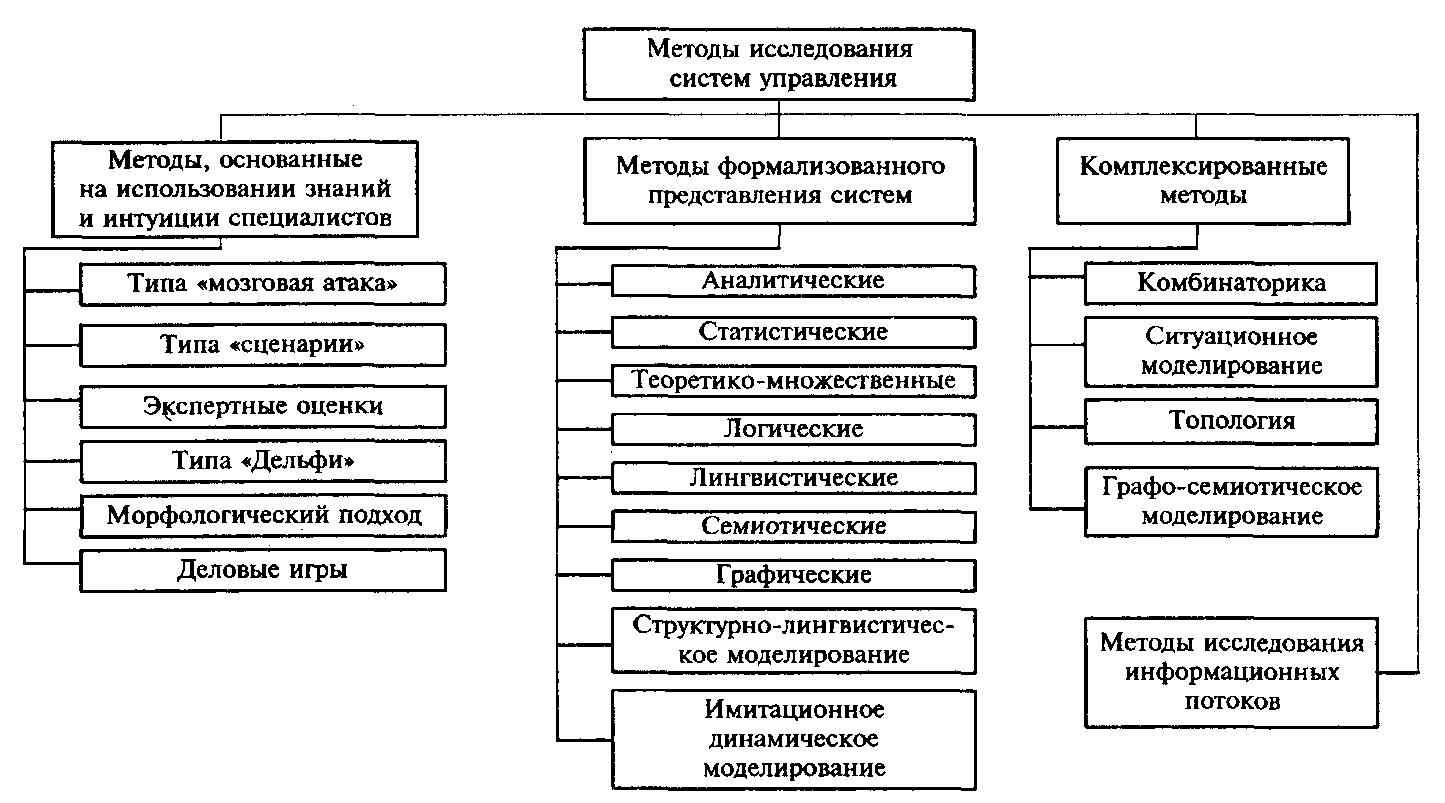 Методы исследования
систем управления
Методы, основанные
на использовании знаний
и интуиции специалистов
Типа «мозговая атака»
Типа «сценарии»
Экспертные оценки
Типа «Дельфи»
Морфологический подход
Деловые игры
Методы формализованного
представления систем
Аналитические
Статистические
Теоретико-множественные
Логические
Лингвистические
Семиотические
Графические
Структурно-лингвистичес-
кое моделирование
Имитационное
динамическое
моделирование
Комплексированные
методы
Комбинаторика
Ситуационное
моделирование
Топология
Графо-семиотическое
моделирование
Методы исследования
информационных
потоков